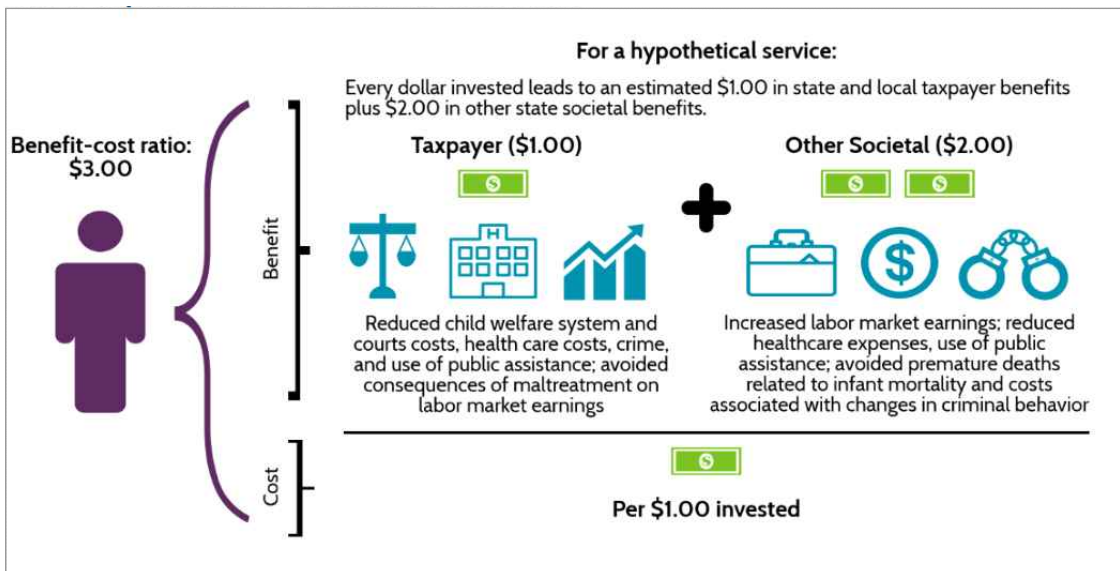 For a hypothetical service:
Every dollar invested leads to an estimated $1.00 in state and local taxpayer benefits
plus $2.00 in other state societal benefits.
Benefit-cost ratio:
$3.00
Benefit
Taxpayer ($1.00)
$
H
Reduced child welfare system and
courts costs, health care costs, crime,
and use of public assistance; avoided
consequences of maltreatment on
labor market earnings
Other Societal ($2.00)
$ $
$
Increased labor market earnings; reduced
healthcare expenses, use of public
assistance; avoided premature deaths
related to infant mortality and costs
associated with changes in criminal behavior
Cost
$
Per $1.00 invested